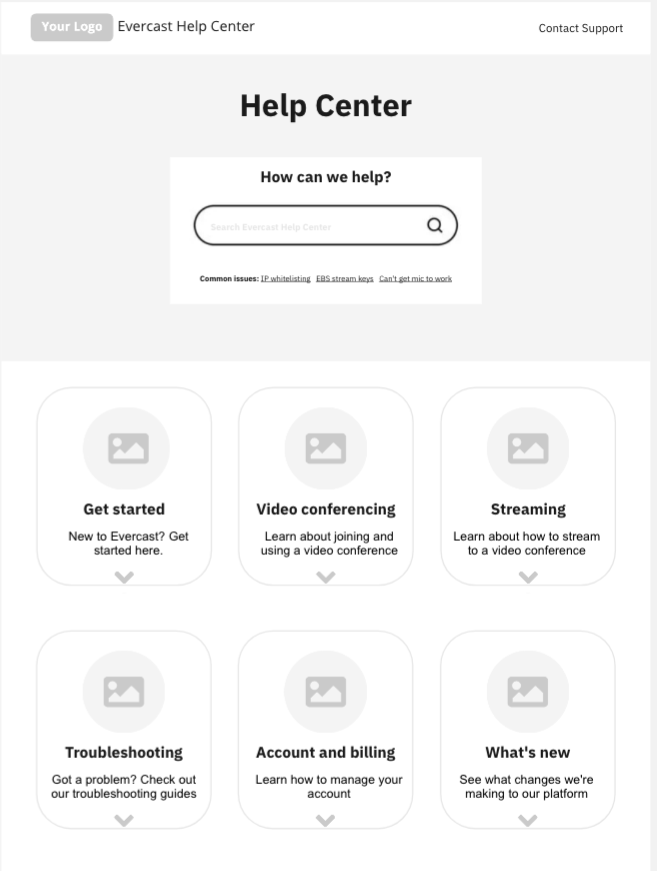 Your Logo Evercast Help Center Contact Support
Help Center
How can we help?
Search Evercast Help Center
Common issues: IP whitelisting EBS stream keys Can't get mic to work
Get started
New to Evercast? Get
started here.
Video conferencing
Learn about joining and
using a video conference
Streaming
Learn about how to stream
to a video conference
Troubleshooting
Got a problem? Check out
our troubleshooting guides
Account and billing
Learn how to manage your
account
What's new
See what changes we're
making to our platform